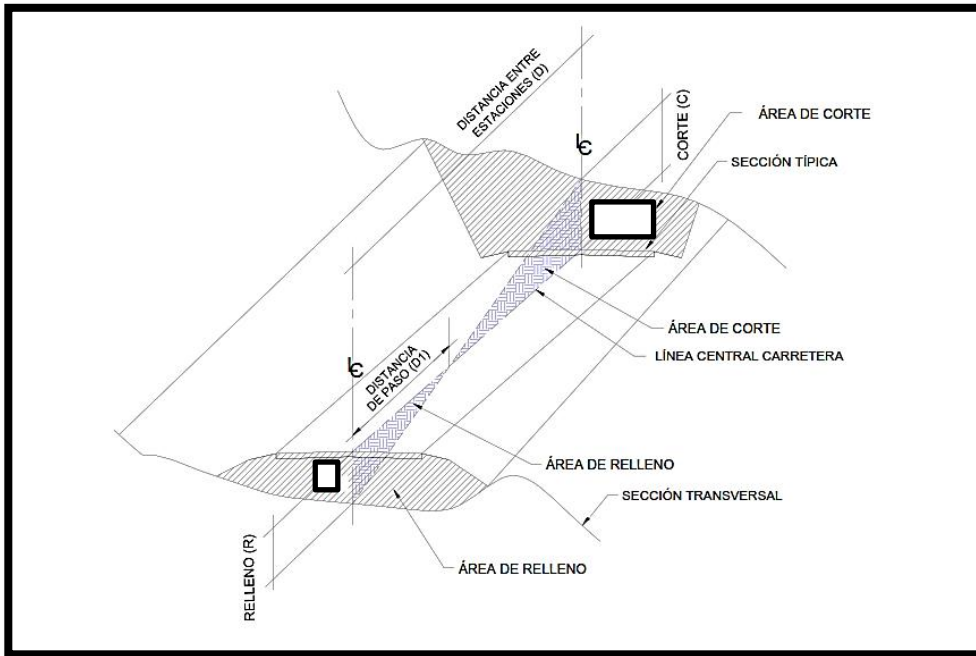 DISTANCIA ENTRE
ESTACIONES (D)
CORTE (C)
ÁREA DE CORTE
SECCIÓN TÍPICA
ÁREA DE CORTE
LÍNEA CENTRAL CARRETERA
DISTANCIA
DE PASO (D1)
ÁREA DE RELLENO
SECCIÓN TRANSVERSAL
RELLENO (R)
ÁREA DE RELLENO